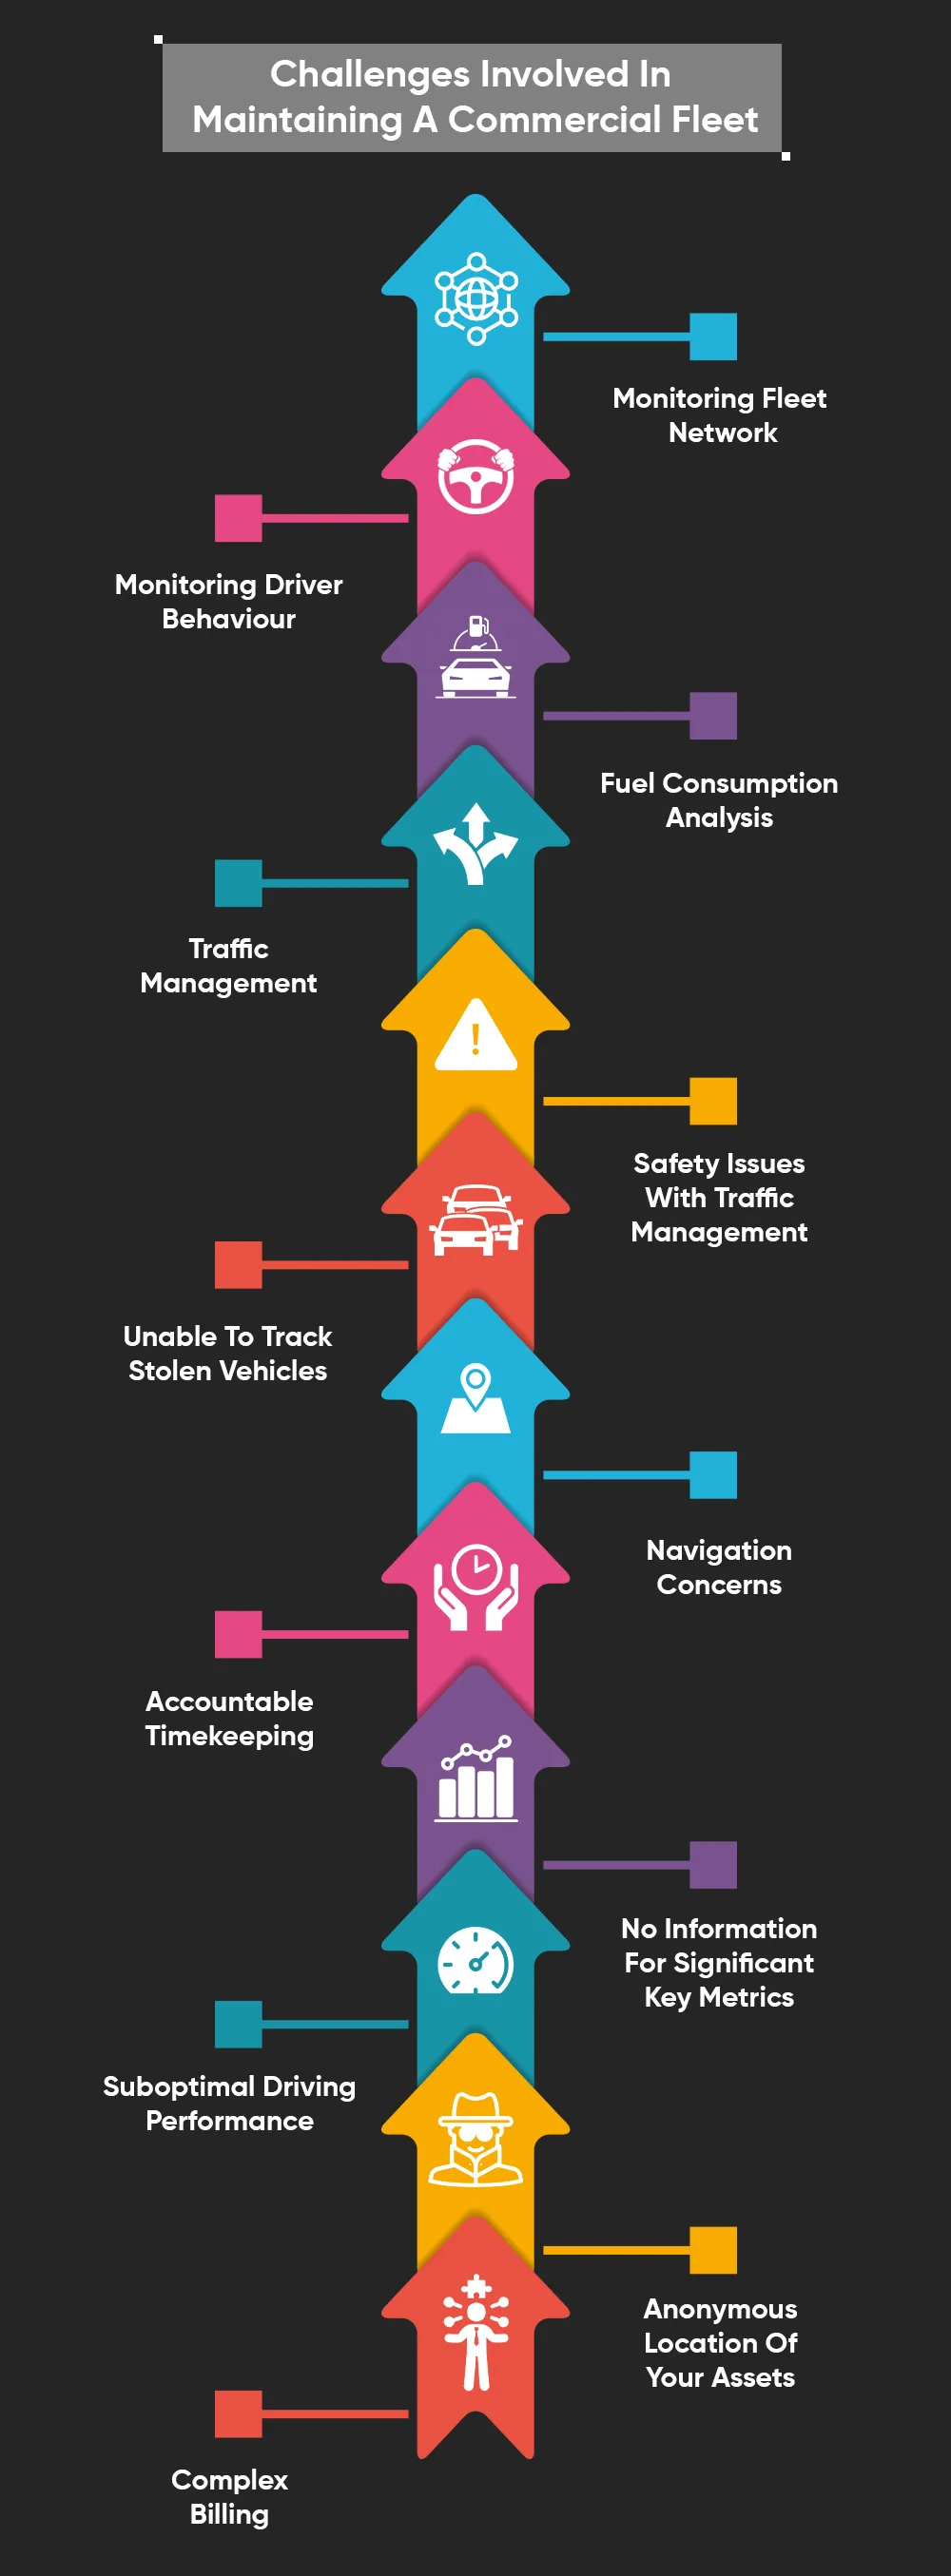 Challenges Involved In
Maintaining A Commercial Fleet
Monitoring Fleet
Network
Monitoring Driver
Behaviour
Fuel Consumption
Analysis
Traffic
Management
Safety Issues
With Traffic
Management
Unable To Track
Stolen Vehicles
Navigation
Concerns
Accountable
Timekeeping
No Information
For Significant
Key Metrics
Suboptimal Driving
Performance
Anonymous
Location Of
Your Assets
Complex
Billing